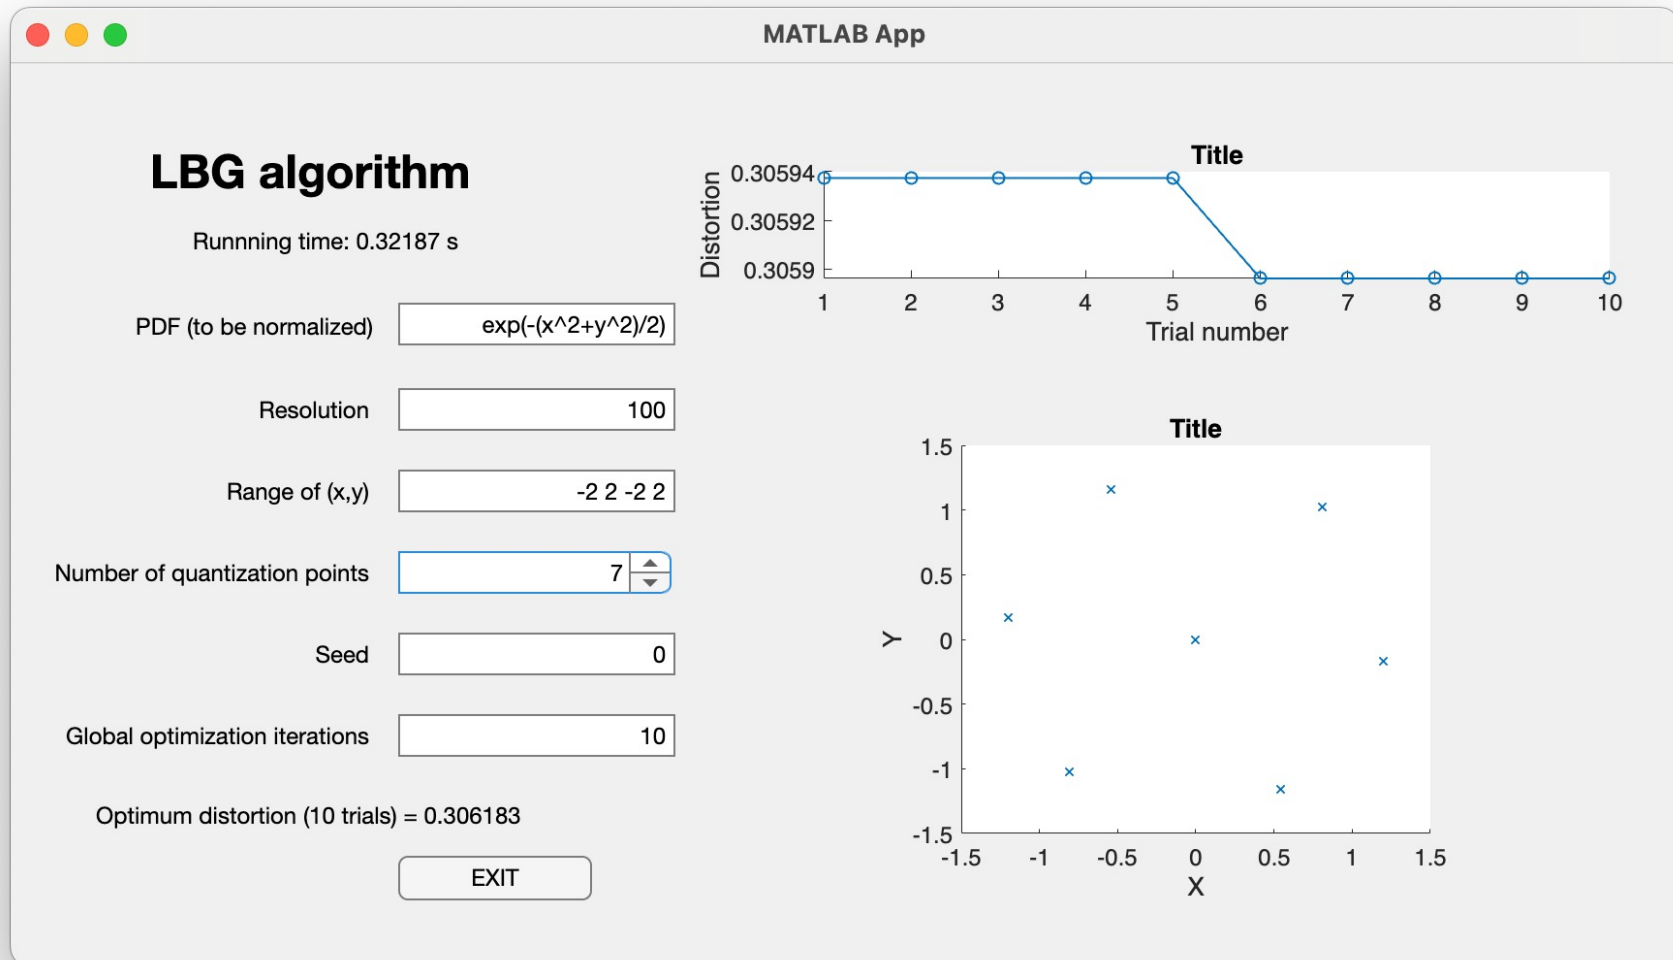 MATLAB App
LBG algorithm
Runnning time: 0.32187 s
PDF (to be normalized)
exp(-(x^2+y^2)/2)
Resolution
100
Range of (x,y)
-2 2 -2 2
Number of quantization points
7
Seed
0
Global optimization iterations
10
Optimum distortion (10 trials) = 0.306183
EXIT
Title
Distortion
0.30594
0.30592
0.3059
1 2 3 4 5 6 7 8 9 10
Trial number
Title
Y
1.5
1
0.5
0
-0.5
-1
-1.5
-1.5 -1 -0.5 0 0.5 1 1.5
X